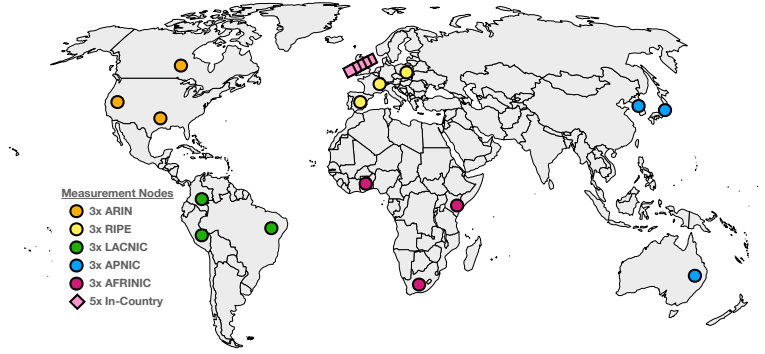 Measurement Nodes
3x ARIN
3x RIPE
3x LACNIC
3x APNIC
3x AFRINIC
5x In-Country